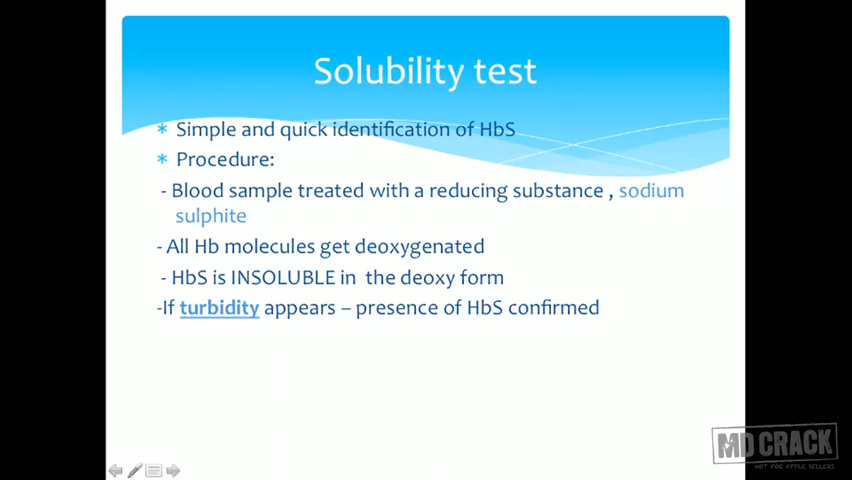 Solubility test
* Simple and quick identification of HbS
* Procedure:
- Blood sample treated with a reducing substance , sodium
sulphite
- All Hb molecules get deoxygenated
- HbS is INSOLUBLE in the deoxy form
-If turbidity appears – presence of HbS confirmed
MD CRACK
NOT FOR APPLE SELLERS